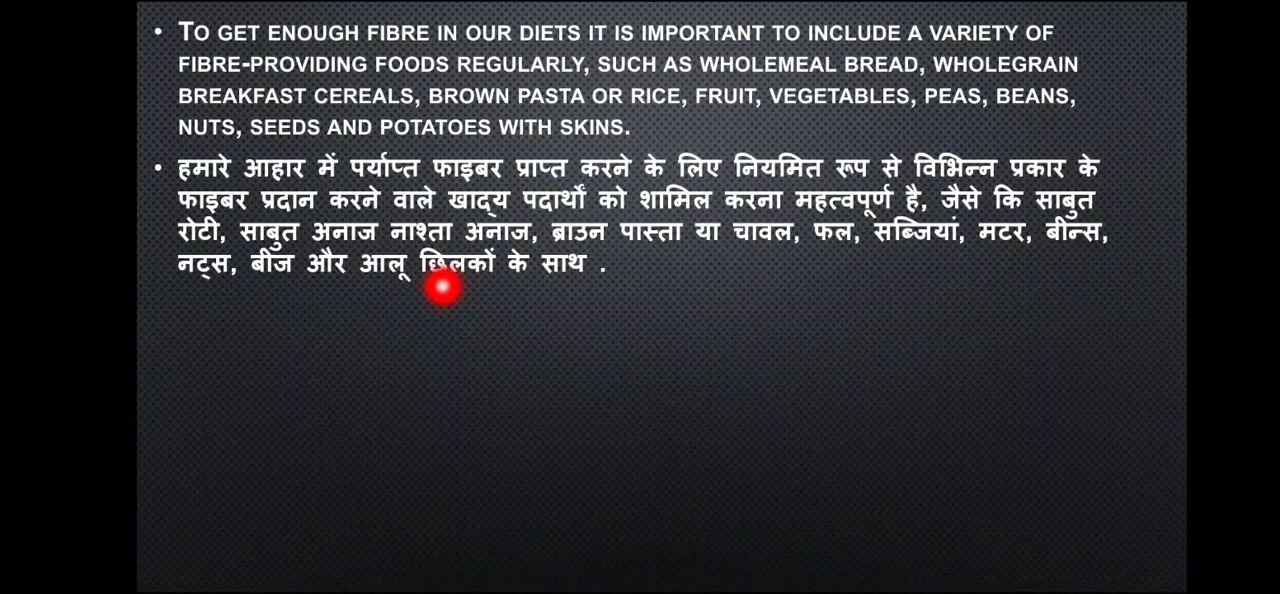 • To get enough fibre in our diets it is important to include a variety of
fibre-providing foods regularly, such as wholemeal bread, wholegrain
breakfast cereals, brown pasta or rice, fruit, vegetables, peas, beans,
nuts, seeds and potatoes with skins.
• हमारे आहार में पर्याप्त फाइबर प्राप्त करने के लिए नियमित रूप से विभिन्न प्रकार के
फाइबर प्रदान करने वाले खाद्य पदार्थों को शामिल करना महत्वपूर्ण है, जैसे कि साबुत
रोटी, साबुत अनाज नाश्ता अनाज, ब्राउन पास्ता या चावल, फल, सब्जियां, मटर, बीन्स,
नट्स, बीज और आलू छिलकों के साथ .